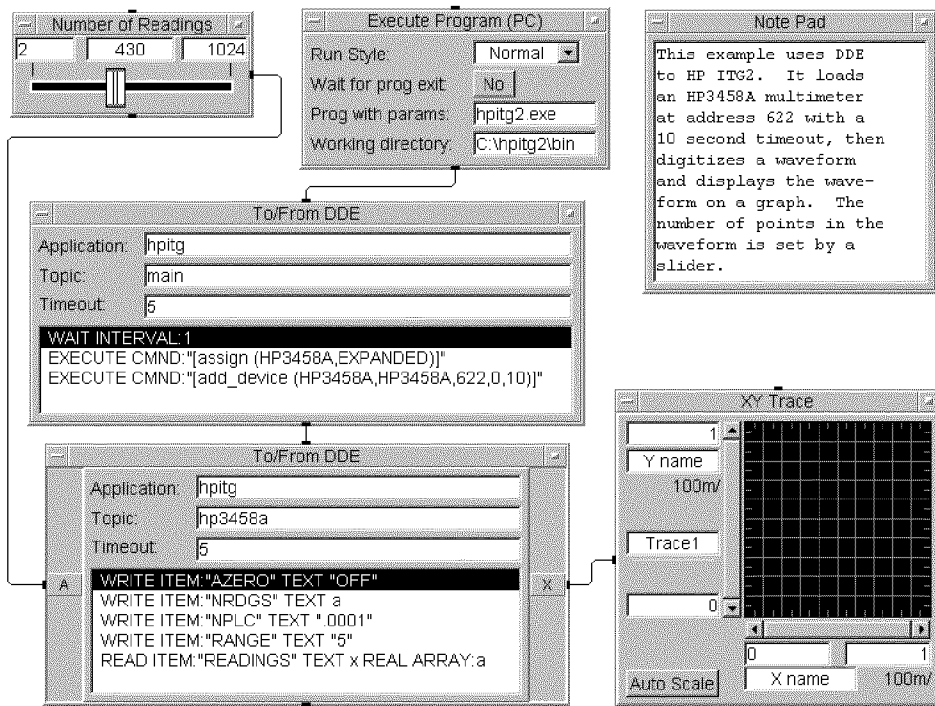 Number of Readings
2 430 1024
Execute Program (PC)
Run Style: Normal
Wait for prog exit: No
Prog with params: hpitg2.exe
Working directory: C:\hpitg2\bin
Note Pad
This example uses DDE
to HP ITG2.  It loads
an HP3458A multimeter
at address 622 with a
10 second timeout, then
digitizes a waveform
and displays the wave-
form on a graph.  The
number of points in the
waveform is set by a
slider.
To/From DDE
Application: hpitg
Topic: main
Timeout: 5
WAIT INTERVAL:1
EXECUTE CMND:"[assign (HP3458A,EXPANDED)]"
EXECUTE CMND:"[add_device (HP3458A,HP3458A,622,0,10)]"
To/From DDE
Application: hpitg
Topic: hp3458a
Timeout: 5
A
WRITE ITEM:"AZERO" TEXT "OFF"
WRITE ITEM:"NRDGS" TEXT a
WRITE ITEM:"NPLC" TEXT ".0001"
WRITE ITEM:"RANGE" TEXT "5"
READ ITEM:"READINGS" TEXT x REAL ARRAY:a
X
XY Trace
1
Y name
100m/
Trace1
0
0 1
Auto Scale
X name
100m/